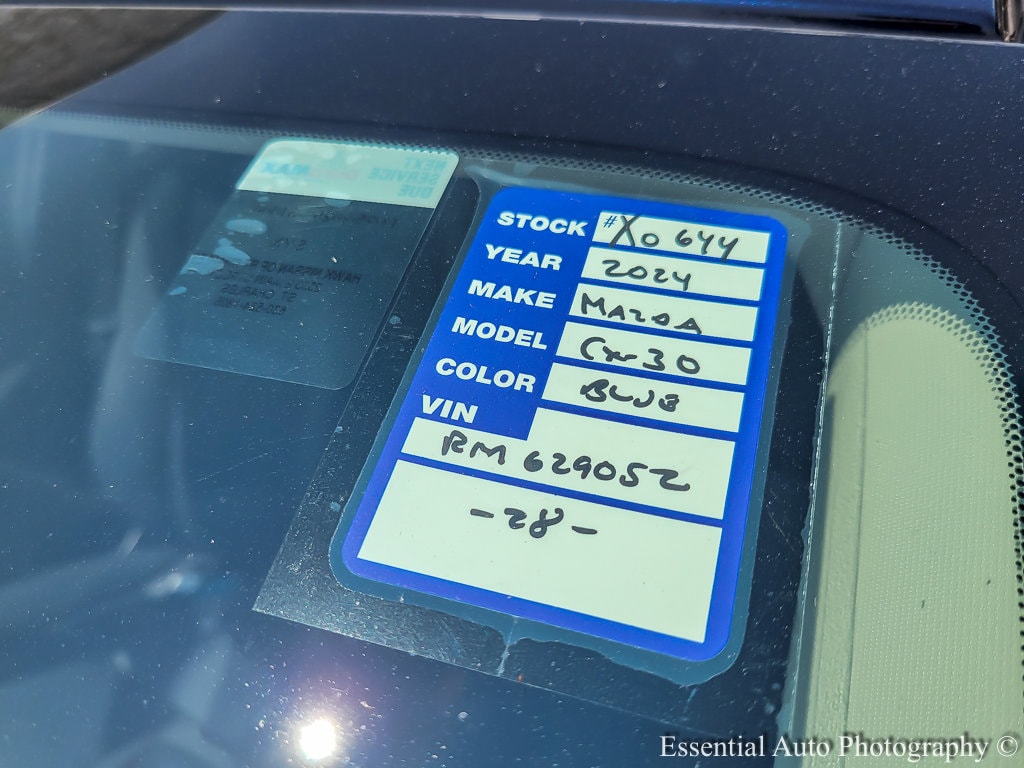 NEXT
SERVICE
DUE
STOCK #X0644
YEAR 2024
MAKE MAZDA
MODEL Cx-30
COLOR BLUE
VIN
RM629052
-28-
Essential Auto Photography ©